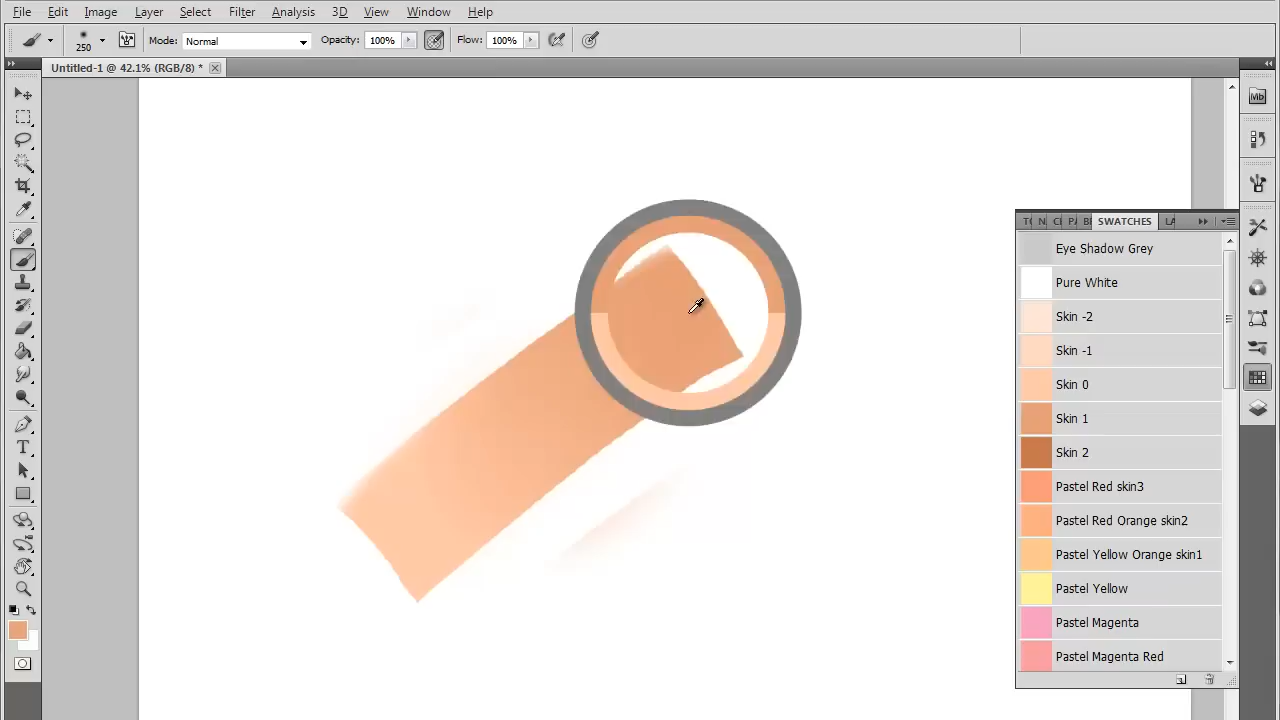 File Edit Image Layer Select Filter Analysis 3D View Window Help
250 Mode: Normal Opacity: 100% Flow: 100%
Untitled-1 @ 42.1% (RGB/8) *
Mb
SWATCHES
Eye Shadow Grey
Pure White
Skin -2
Skin -1
Skin 0
Skin 1
Skin 2
Pastel Red skin3
Pastel Red Orange skin2
Pastel Yellow Orange skin1
Pastel Yellow
Pastel Magenta
Pastel Magenta Red
T